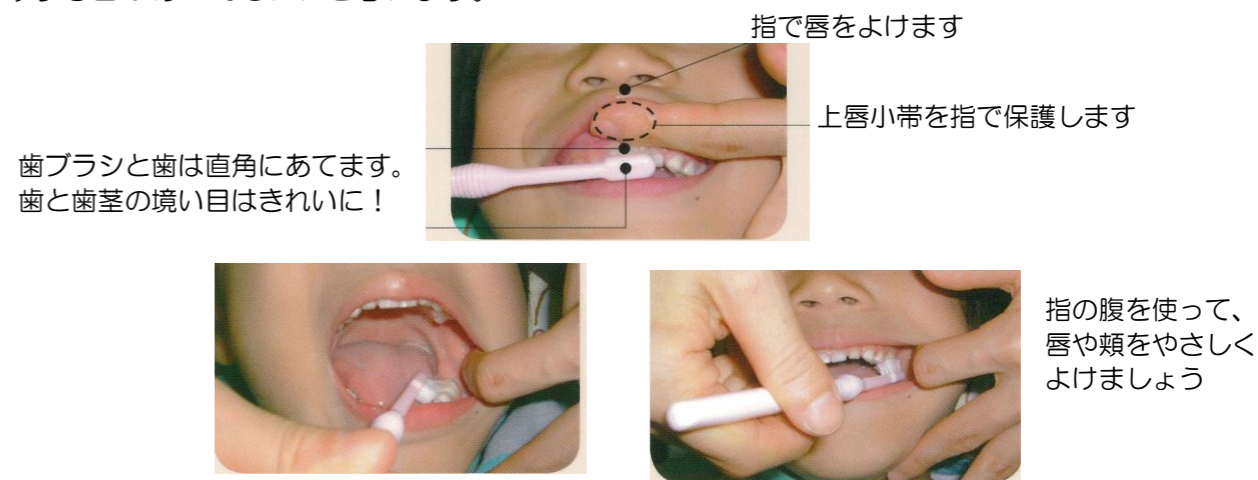 指で唇をよけます
上唇小帯を指で保護します
歯ブラシと歯は直角にあてます。
歯と歯茎の境い目はきれいに！
指の腹を使って、
唇や頬をやさしく
よけましょう